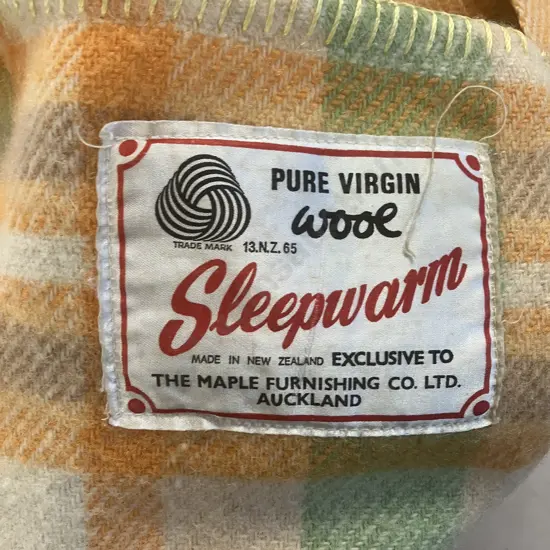 PURE VIRGIN
wool
TRADE MARK 13.N.Z.65
Sleepwarm
MADE IN NEW ZEALAND EXCLUSIVE TO
THE MAPLE FURNISHING CO. LTD.
AUCKLAND